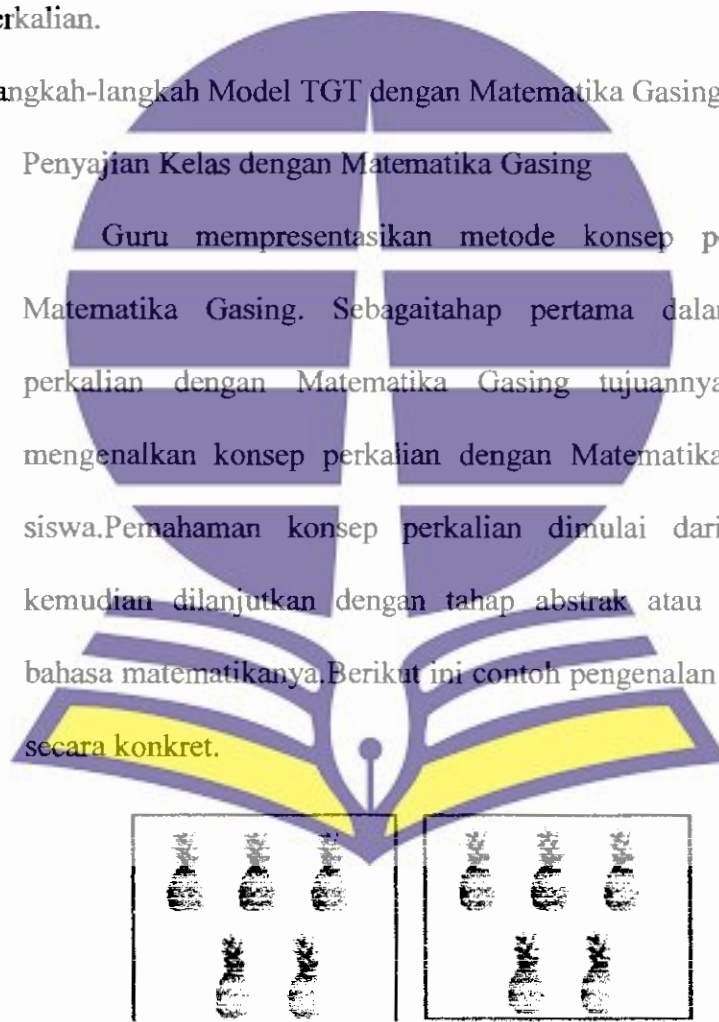 erkalian.
angkah-langkah Model TGT dengan Matematika Gasing
Penyajian Kelas dengan Matematika Gasing
Guru mempresentasikan metode konsep pe
Matematika Gasing. Sebagaitahap pertama dalar
perkalian dengan Matematika Gasing tujuannya
mengenalkan konsep perkalian dengan Matematika
siswa.Pemahaman konsep perkalian dimulai dari
kemudian dilanjutkan dengan tahap abstrak atau
bahasa matematikanya.Berikut ini contoh pengenalan
secara konkret.